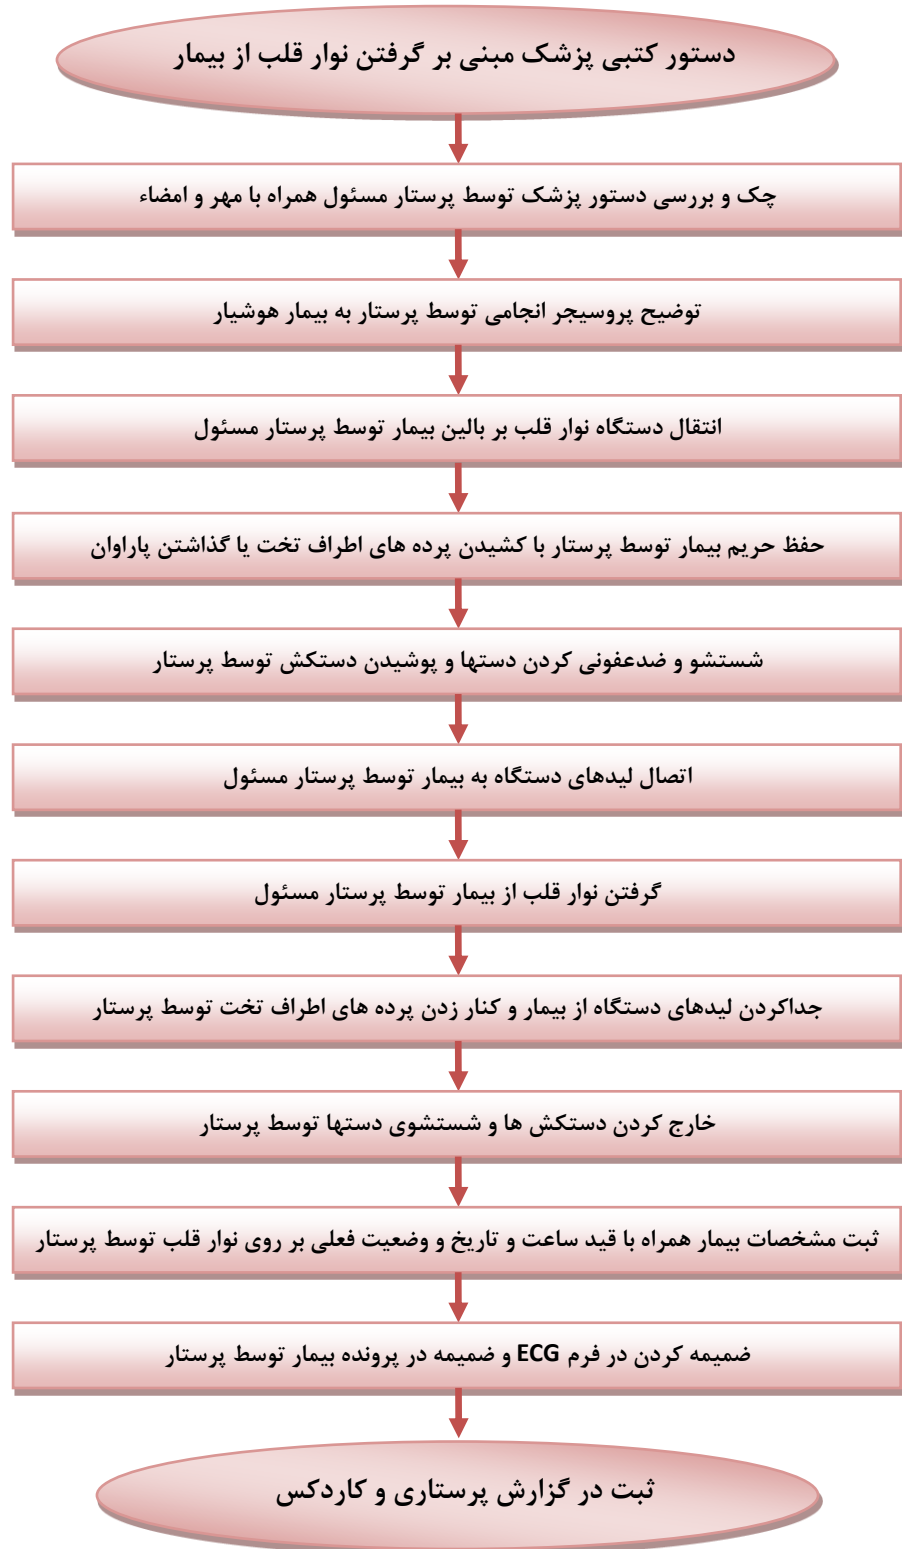 دستور کتبی پزشک مبنی بر گرفتن نوار قلب از بیمار
چک و بررسی دستور پزشک توسط پرستار مسئول همراه با مهر و امضاء
توضیح پروسیجر انجامی توسط پرستار به بیمار هوشیار
انتقال دستگاه نوار قلب بر بالین بیمار توسط پرستار مسئول
حفظ حریم بیمار توسط پرستار با کشیدن پرده های اطراف تخت یا گذاشتن پاراوان
شستشو و ضدعفونی کردن دستها و پوشیدن دستکش توسط پرستار
اتصال لیدهای دستگاه به بیمار توسط پرستار مسئول
گرفتن نوار قلب از بیمار توسط پرستار مسئول
جداکردن لیدهای دستگاه از بیمار و کنار زدن پرده های اطراف تخت توسط پرستار
خارج کردن دستکش ها و شستشوی دستها توسط پرستار
ثبت مشخصات بیمار همراه با قید ساعت و تاریخ و وضعیت فعلی بر روی نوار قلب توسط پرستار
ضمیمه کردن در فرم ECG و ضمیمه در پرونده بیمار توسط پرستار
ثبت در گزارش پرستاری و کاردکس